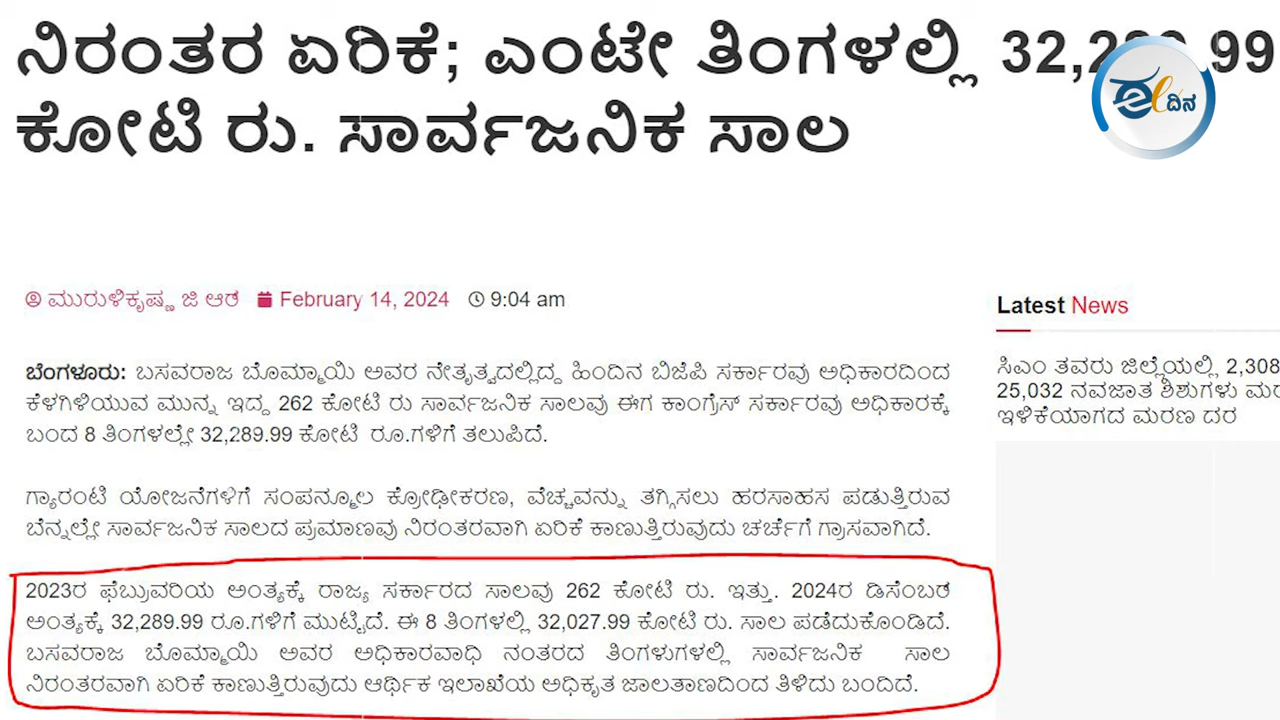 ನಿರಂತರ ಏರಿಕೆ; ಎಂಟೇ ತಿಂಗಳಲ್ಲಿ 32,2 .99
ಕೋಟಿ ರು. ಸಾರ್ವಜನಿಕ ಸಾಲ
ಈ ದಿನ
ಮುರುಳಿಕೃಷ್ಣ ಜಿ ಆರ್ February 14, 2024 9:04 am
Latest News
ಬೆಂಗಳೂರು: ಬಸವರಾಜ ಬೊಮ್ಮಾಯಿ ಅವರ ನೇತೃತ್ವದಲ್ಲಿದ್ದ ಹಿಂದಿನ ಬಿಜೆಪಿ ಸರ್ಕಾರವು ಅಧಿಕಾರದಿಂದ
ಕೆಳಗಿಳಿಯುವ ಮುನ್ನ ಇದ್ದ 262 ಕೋಟಿ ರು ಸಾರ್ವಜನಿಕ ಸಾಲವು ಈಗ ಕಾಂಗ್ರೆಸ್ ಸರ್ಕಾರವು ಅಧಿಕಾರಕ್ಕೆ
ಬಂದ 8 ತಿಂಗಳಲ್ಲೇ 32,289.99 ಕೋಟಿ ರೂ.ಗಳಿಗೆ ತಲುಪಿದೆ.
ಗ್ಯಾರಂಟಿ ಯೋಜನೆಗಳಿಗೆ ಸಂಪನ್ಮೂಲ ಕ್ರೋಢೀಕರಣ, ವೆಚ್ಚವನ್ನು ತಗ್ಗಿಸಲು ಹರಸಾಹಸ ಪಡುತ್ತಿರುವ
ಬೆನ್ನಲ್ಲೇ ಸಾರ್ವಜನಿಕ ಸಾಲದ ಪ್ರಮಾಣವು ನಿರಂತರವಾಗಿ ಏರಿಕೆ ಕಾಣುತ್ತಿರುವುದು ಚರ್ಚೆಗೆ ಗ್ರಾಸವಾಗಿದೆ.
2023ರ ಫೆಬ್ರುವರಿಯ ಅಂತ್ಯಕ್ಕೆ ರಾಜ್ಯ ಸರ್ಕಾರದ ಸಾಲವು 262 ಕೋಟಿ ರು. ಇತ್ತು. 2024ರ ಡಿಸೆಂಬರ್
ಅಂತ್ಯಕ್ಕೆ 32,289.99 ರೂ.ಗಳಿಗೆ ಮುಟ್ಟಿದೆ. ಈ 8 ತಿಂಗಳಲ್ಲಿ 32,027.99 ಕೋಟಿ ರು. ಸಾಲ ಪಡೆದುಕೊಂಡಿದೆ.
ಬಸವರಾಜ ಬೊಮ್ಮಾಯಿ ಅವರ ಅಧಿಕಾರವಾಧಿ ನಂತರದ ತಿಂಗಳುಗಳಲ್ಲಿ ಸಾರ್ವಜನಿಕ ಸಾಲ
ನಿರಂತರವಾಗಿ ಏರಿಕೆ ಕಾಣುತ್ತಿರುವುದು ಆರ್ಥಿಕ ಇಲಾಖೆಯ ಅಧಿಕೃತ ಜಾಲತಾಣದಿಂದ ತಿಳಿದು ಬಂದಿದೆ.
ಸಿಎಂ ತವರು ಜಿಲ್ಲೆಯಲ್ಲಿ 2,308
25,032 ನವಜಾತ ಶಿಶುಗಳು ಮರ
ಇಳಿಕೆಯಾಗದ ಮರಣ ದರ